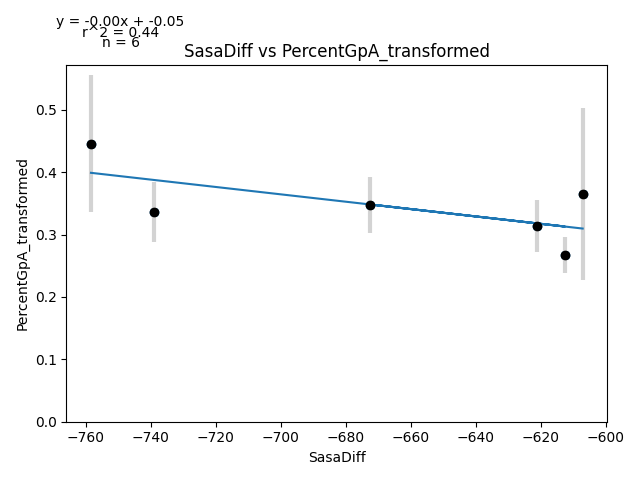 y = -0.00x + -0.05
r^2 = 0.44
n = 6
SasaDiff vs PercentGpA_transformed
PercentGpA_transformed
0.5
0.4
0.3
0.2
0.1
0.0
−760 −740 −720 −700 −680 −660 −640 −620 −600
SasaDiff